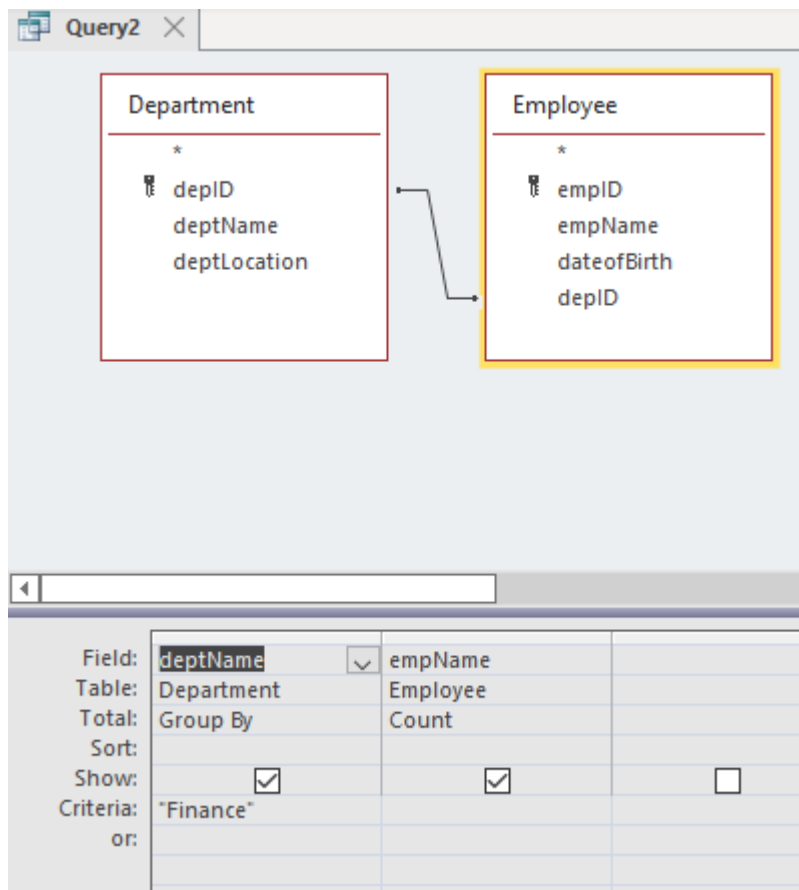 Query2
Department
*
depID
deptName
deptLocation
Employee
*
empID
empName
dateofBirth
depID
Field: deptName empName
Table: Department Employee
Total: Group By Count
Sort:
Show:
Criteria: "Finance"
or: